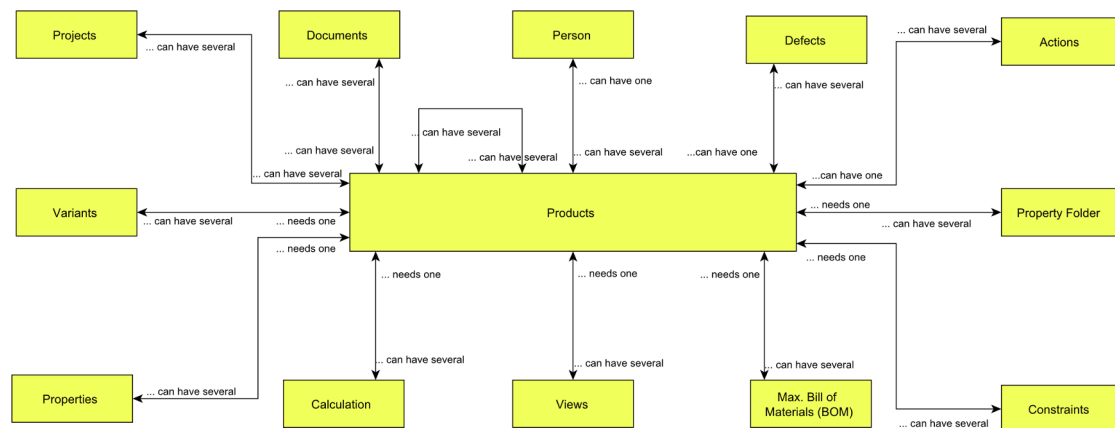 Projects
Documents
Person
Defects
Actions
... can have several
... can have several
... can have several
... can have one
... can have several
... can have several
... can have several
... can have several
... can have several
...can have one
... can have several
...can have one
Variants
Products
Property Folder
... can have several
... needs one
... needs one
... can have several
... needs one
... needs one
... needs one
... needs one
... needs one
... can have several
... can have several
... can have several
Properties
... can have several
Calculation
Views
Max. Bill of
Materials (BOM)
Constraints
... can have several